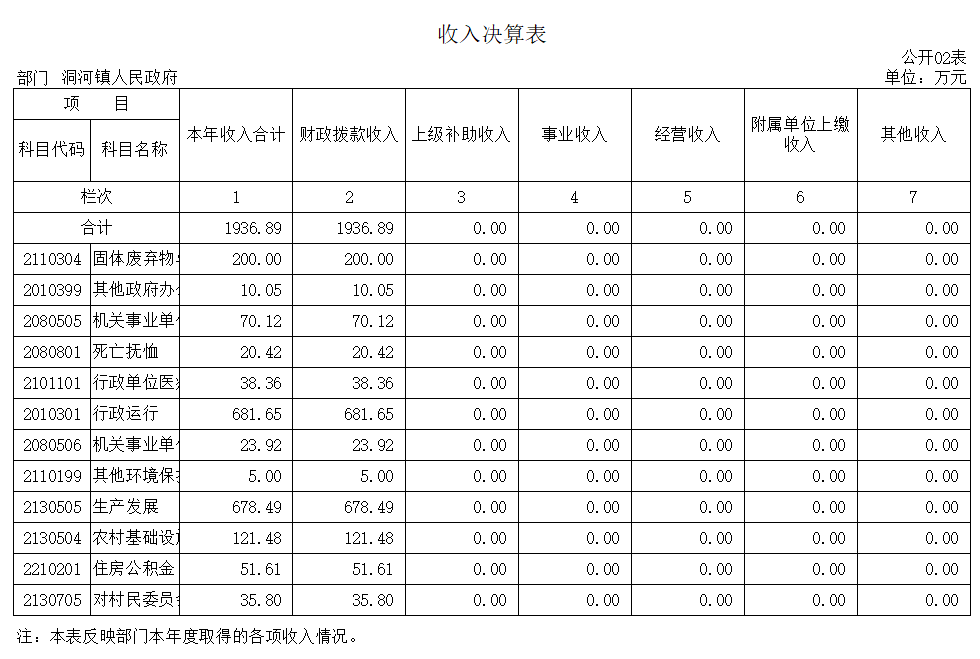 收入决算表
公开02表
部门 洞河镇人民政府 单位：万元
项 目 本年收入合计 财政拨款收入 上级补助收入 事业收入 经营收入 附属单位上缴收入 其他收入
科目代码 科目名称
栏次 1 2 3 4 5 6 7
合计 1936.89 1936.89 0.00 0.00 0.00 0.00 0.00
2110304 固体废弃物 200.00 200.00 0.00 0.00 0.00 0.00 0.00
2010399 其他政府办 10.05 10.05 0.00 0.00 0.00 0.00 0.00
2080505 机关事业单 70.12 70.12 0.00 0.00 0.00 0.00 0.00
2080801 死亡抚恤 20.42 20.42 0.00 0.00 0.00 0.00 0.00
2101101 行政单位医 38.36 38.36 0.00 0.00 0.00 0.00 0.00
2010301 行政运行 681.65 681.65 0.00 0.00 0.00 0.00 0.00
2080506 机关事业单 23.92 23.92 0.00 0.00 0.00 0.00 0.00
2110199 其他环境保 5.00 5.00 0.00 0.00 0.00 0.00 0.00
2130505 生产发展 678.49 678.49 0.00 0.00 0.00 0.00 0.00
2130504 农村基础设 121.48 121.48 0.00 0.00 0.00 0.00 0.00
2210201 住房公积金 51.61 51.61 0.00 0.00 0.00 0.00 0.00
2130705 对村民委员 35.80 35.80 0.00 0.00 0.00 0.00 0.00
注：本表反映部门本年度取得的各项收入情况。